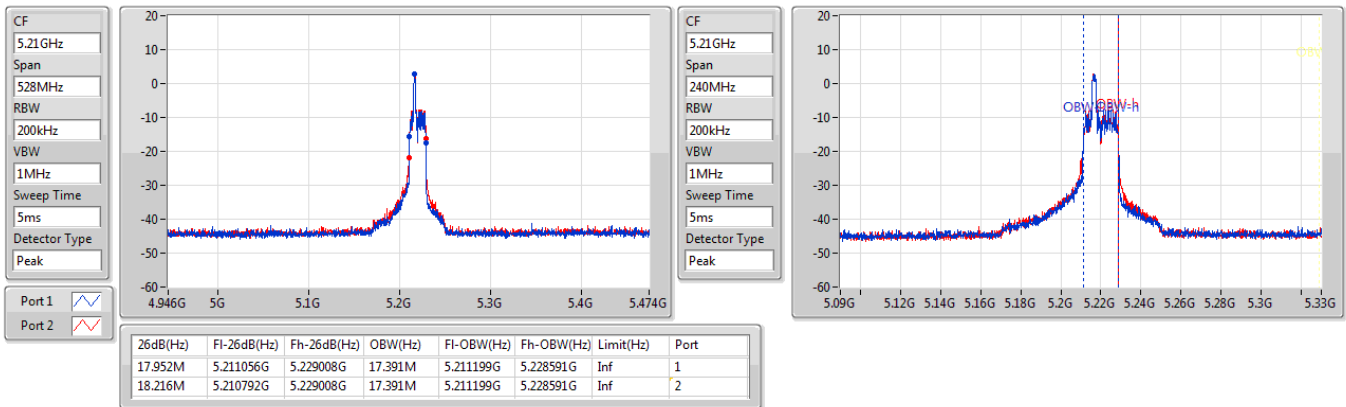 CF
5.21GHz
Span
528MHz
RBW
200kHz
VBW
1MHz
Sweep Time
5ms
Detector Type
Peak
Port 1
Port 2
20
10
0
-10
-20
-30
-40
-50
-60
4.946G 5G 5.1G 5.2G 5.3G 5.4G 5.474G
CF
5.21GHz
Span
240MHz
RBW
200kHz
VBW
1MHz
Sweep Time
5ms
Detector Type
Peak
20
10
0
-10
-20
-30
-40
-50
-60
OBW-h
5.09G 5.12G 5.14G 5.16G 5.18G 5.2G 5.22G 5.24G 5.26G 5.28G 5.3G 5.33G
26dB(Hz) Fl-26dB(Hz) Fh-26dB(Hz) OBW(Hz) Fl-OBW(Hz) Fh-OBW(Hz) Limit(Hz) Port
17.952M 5.211056G 5.229008G 17.391M 5.211199G 5.228591G Inf 1
18.216M 5.210792G 5.229008G 17.391M 5.211199G 5.228591G Inf 2